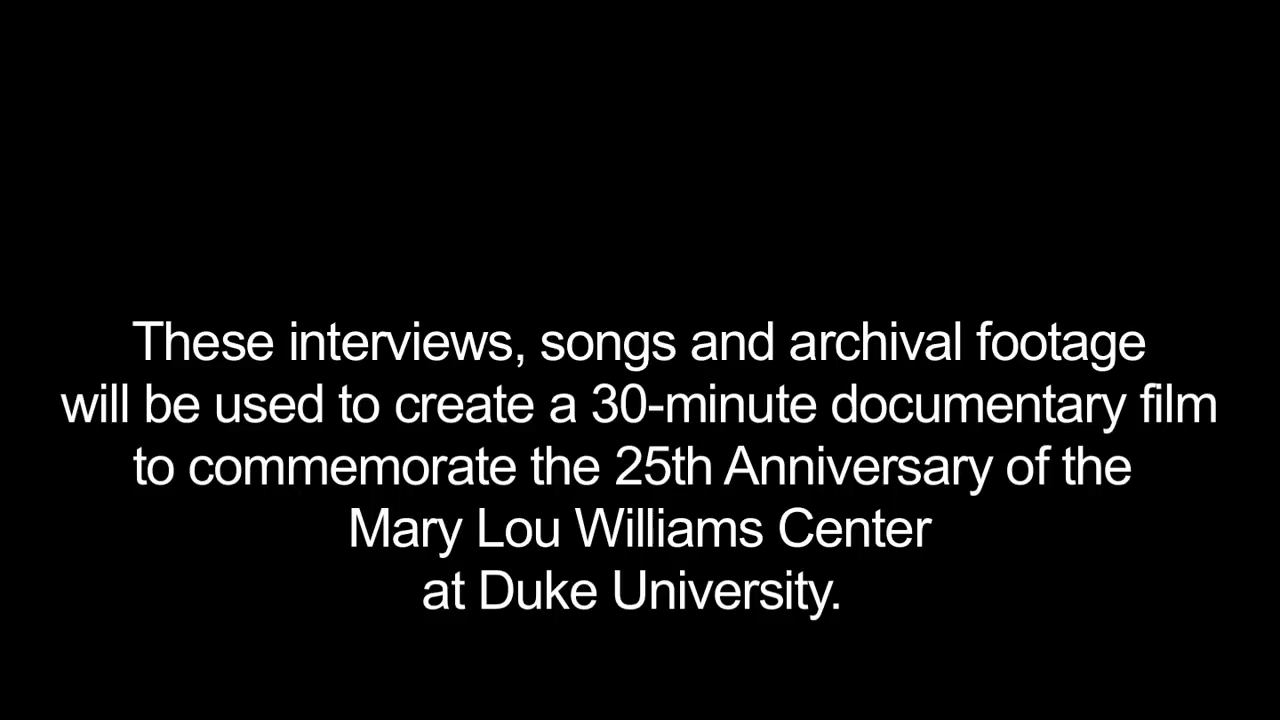 These interviews, songs and archival footage
will be used to create a 30-minute documentary film
to commemorate the 25th Anniversary of the
Mary Lou Williams Center
at Duke University.